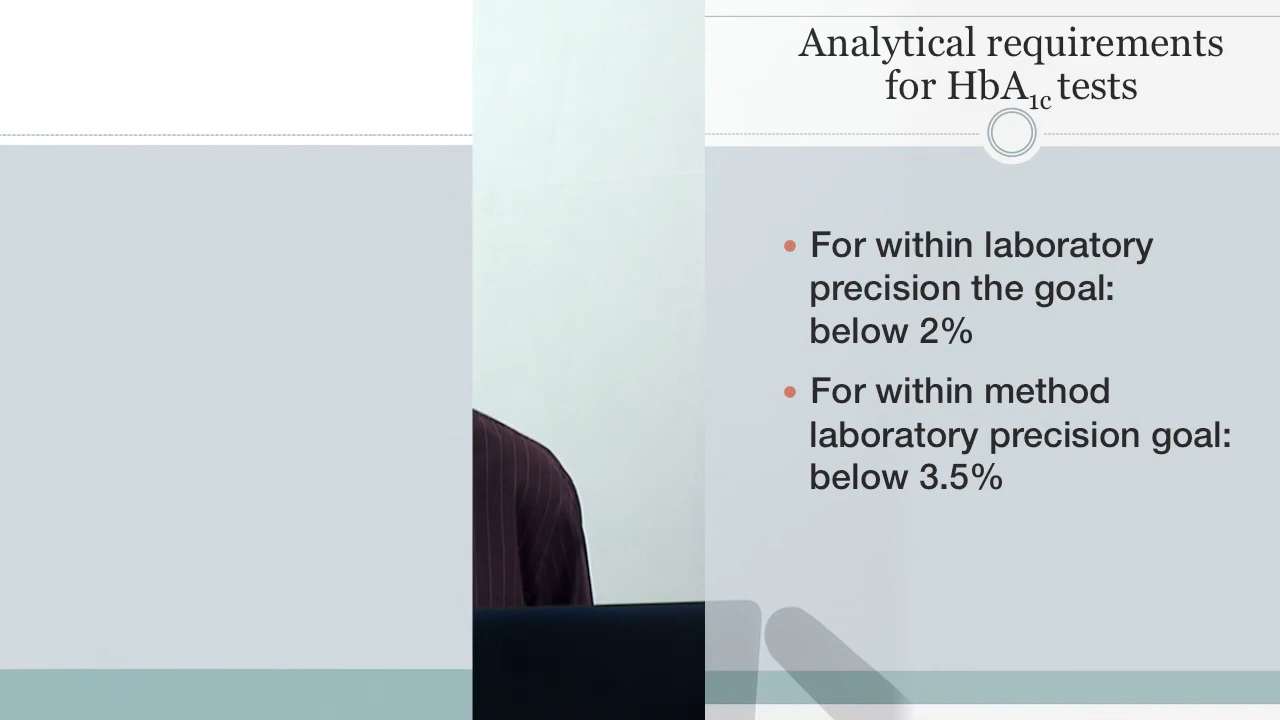 Analytical requirements
for HbA1c tests
• For within laboratory
precision the goal:
below 2%
• For within method
laboratory precision goal:
below 3.5%